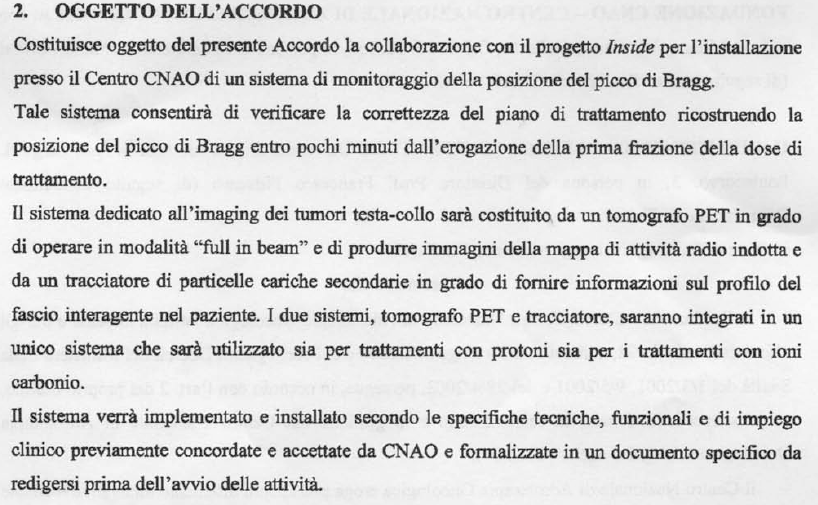 2. OGGETTO DELL'ACCORDO
Costituisce oggetto del presente Accordo la collaborazione con il progetto Inside per l'installazione
presso il Centro CNAO di un sistema di monitoraggio della posizione del picco di Bragg.
Tale sistema consentirà di verificare la correttezza del piano di trattamento ricostruendo la
posizione del picco di Bragg entro pochi minuti dall'erogazione della prima frazione della dose di
trattamento.
Il sistema dedicato all'imaging dei tumori testa-collo sarà costituito da un tomografo PET in grado
di operare in modalità "full in beam" e di produrre immagini della mappa di attività radio indotta e
da un tracciatore di particelle cariche secondarie in grado di fornire informazioni sul profilo del
fascio interagente nel paziente. I due sistemi, tomografo PET e tracciatore, saranno integrati in un
unico sistema che sarà utilizzato sia per trattamenti con protoni sia per i trattamenti con ioni
carbonio.
Il sistema verrà implementato e installato secondo le specifiche tecniche, funzionali e di impiego
clinico previamente concordate e accettate da CNAO e formalizzate in un documento specifico da
redigersi prima dell'avvio delle attività.